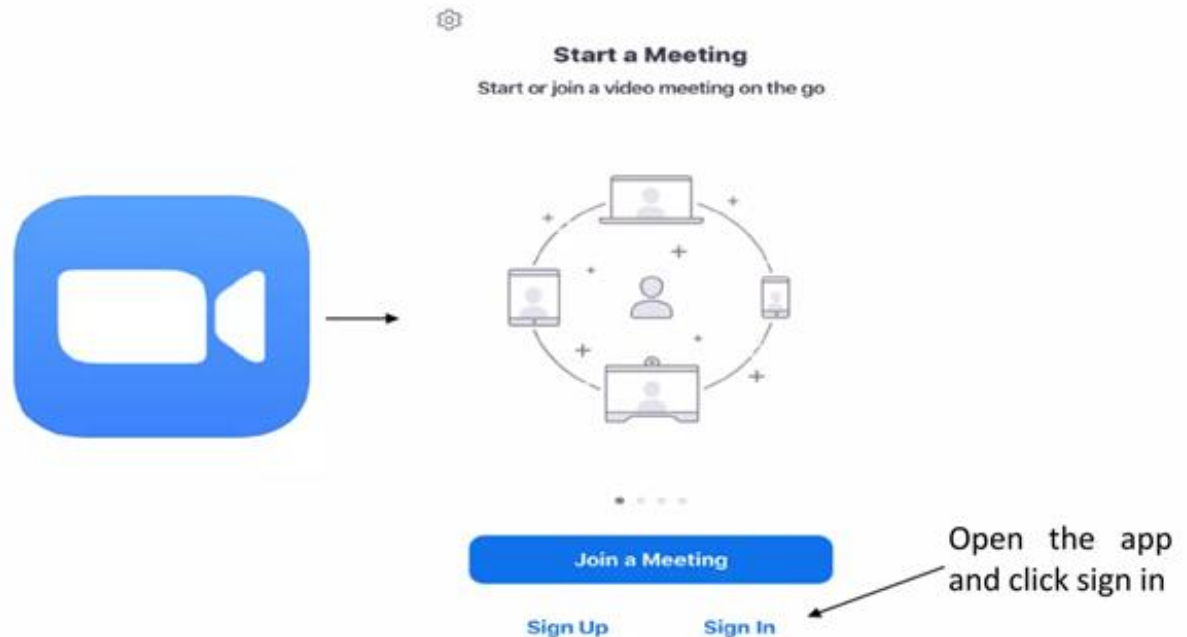 Start a Meeting
Start or join a video meeting on the go
Join a Meeting
Open the app
and click sign in
Sign Up Sign In